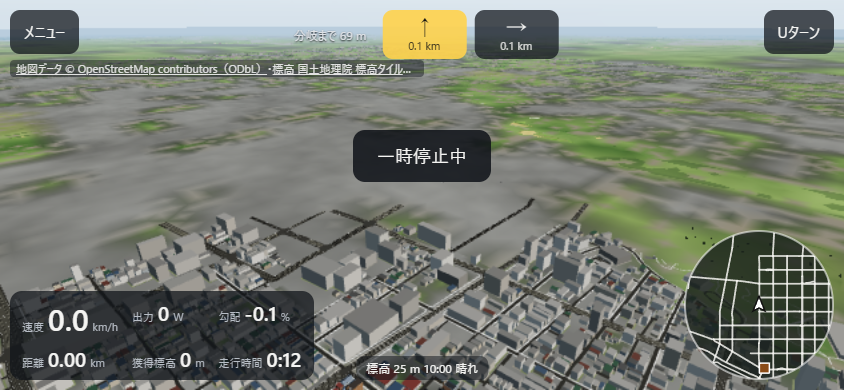 メニュー
分岐まで 69 m
↑
0.1 km
→
0.1 km
Uターン
地図データ © OpenStreetMap contributors（ODbL）・標高 国土地理院 標高タイル...
一時停止中
速度 0.0 km/h
出力 0 W
勾配 -0.1 %
距離 0.00 km
獲得標高 0 m
走行時間 0:12
標高 25 m 10:00 晴れ